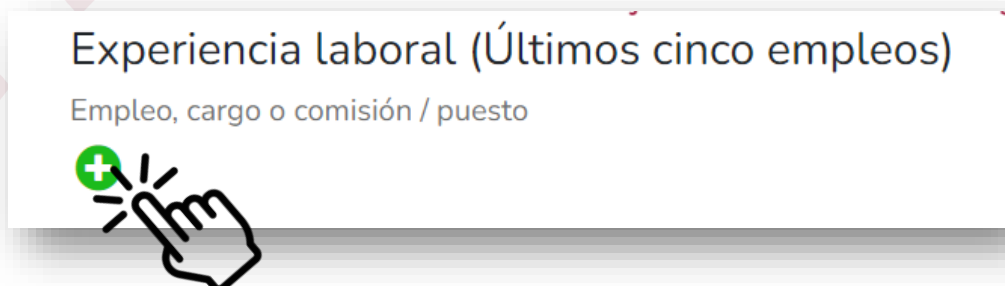 Experiencia laboral (Últimos cinco empleos)
Empleo, cargo o comisión / puesto